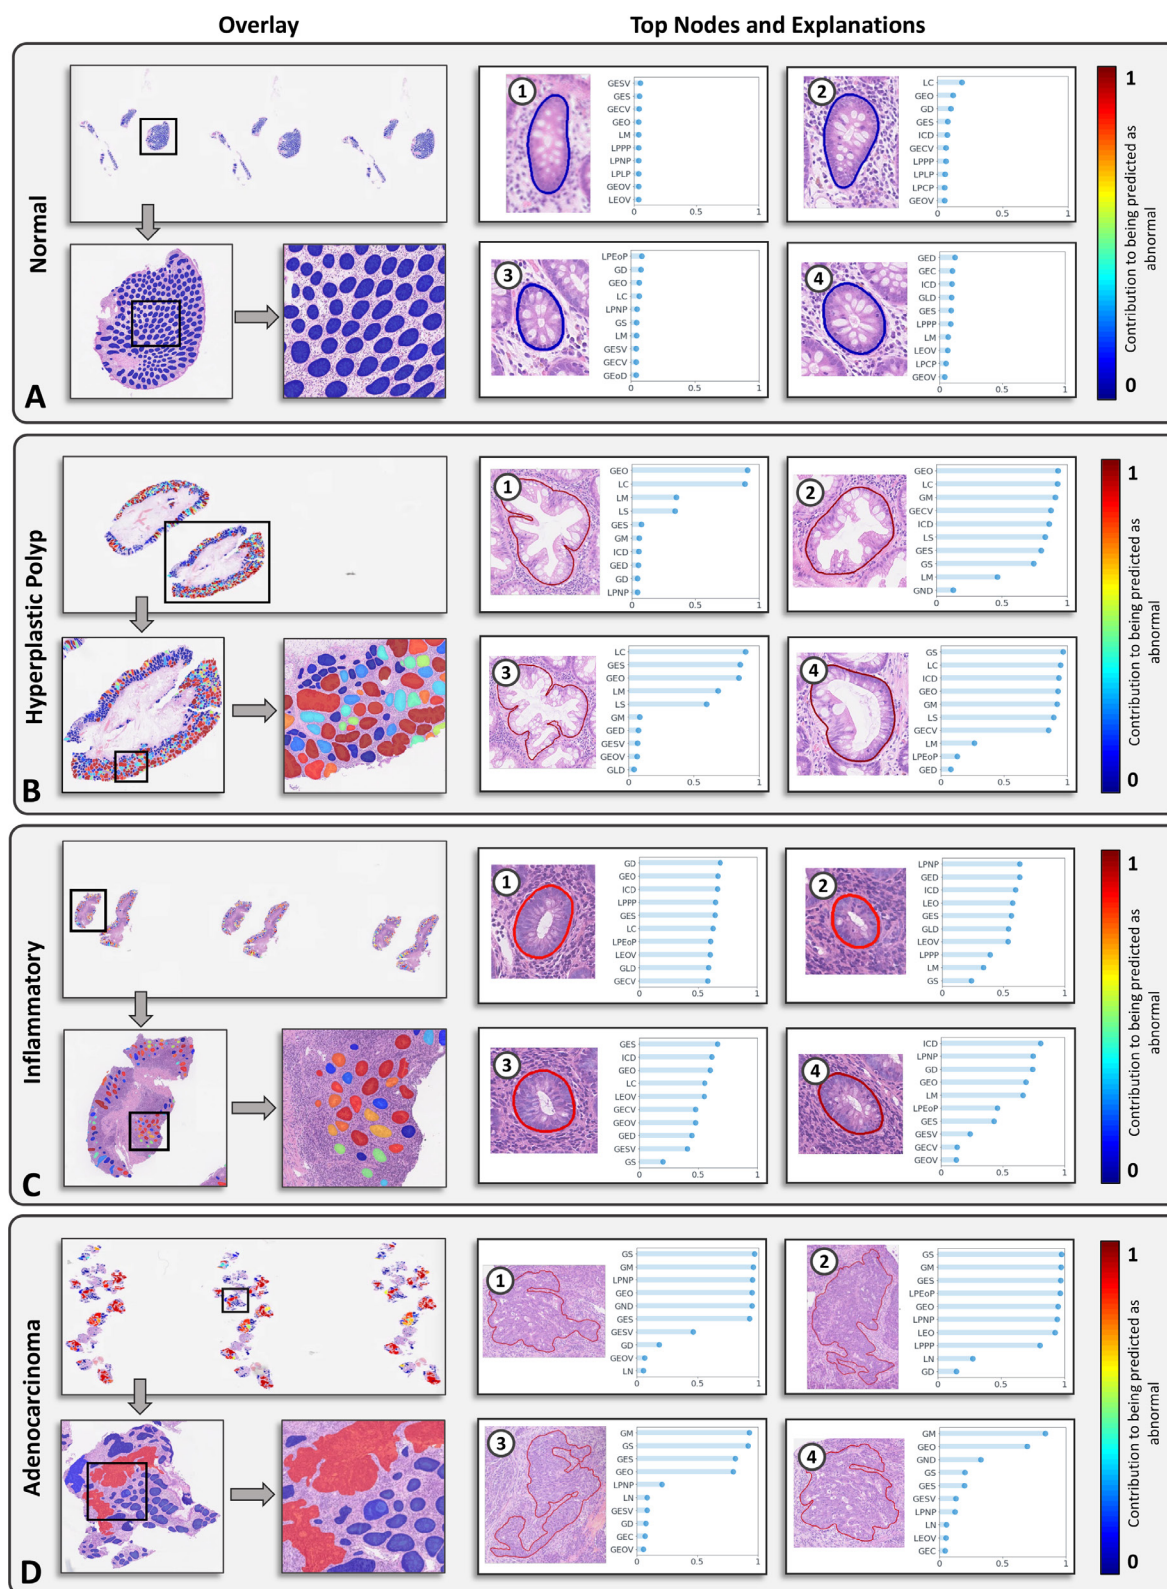 Overlay
Top Nodes and Explanations
Normal
A
1
GESV
GES
GECV
GEO
LM
LPPP
LPNP
LPLP
GEOV
LEOV
0
0.5
1
2
LC
GEO
GD
GES
ICD
GECV
LPPP
LPLP
LPCP
GEOV
0
0.5
1
3
LPEoP
GD
GEO
LC
LPNP
GS
LM
GESV
GECV
GEoD
0
0.5
1
4
GED
GEC
ICD
GLD
GES
LPPP
LM
LEOV
LPCP
GEOV
0
0.5
1
1
Contribution to being predicted as
abnormal
0
Hyperplastic Polyp
B
1
GEO
LC
LM
LS
GES
GM
ICD
GED
GD
LPNP
0
0.5
1
2
GEO
LC
GM
GECV
ICD
LS
GES
GS
LM
GND
0
0.5
1
3
LC
GES
GEO
LM
LS
GM
GED
GESV
GEOV
GLD
0
0.5
1
4
GS
LC
ICD
GEO
GM
LS
GECV
LM
LPEoP
GED
0
0.5
1
1
Contribution to being predicted as
abnormal
0
Inflammatory
C
1
GD
GEO
ICD
LPPP
GES
LC
LPEoP
LEOV
GLD
GECV
0
0.5
1
2
LPNP
GED
ICD
LEO
GES
GLD
LEOV
LPPP
LM
GS
0
0.5
1
3
GES
ICD
GEO
LC
LEOV
GECV
GEOV
GED
GESV
GS
0
0.5
1
4
ICD
LPNP
GD
GEO
LM
LPEoP
GES
GESV
GECV
GEOV
0
0.5
1
1
Contribution to being predicted as
abnormal
0
Adenocarcinoma
D
1
GS
GM
LPNP
GEO
GND
GES
GESV
GD
GEOV
LN
0
0.5
1
2
GS
GM
GES
LPEoP
GEO
LPNP
LEO
LPPP
LN
GD
0
0.5
1
3
GM
GS
GES
GEO
LPNP
LN
GESV
GD
GEC
GEOV
0
0.5
1
4
GM
GEO
GND
GS
GES
GESV
LPNP
LN
LEOV
GEC
0
0.5
1
1
Contribution to being predicted as
abnormal
0